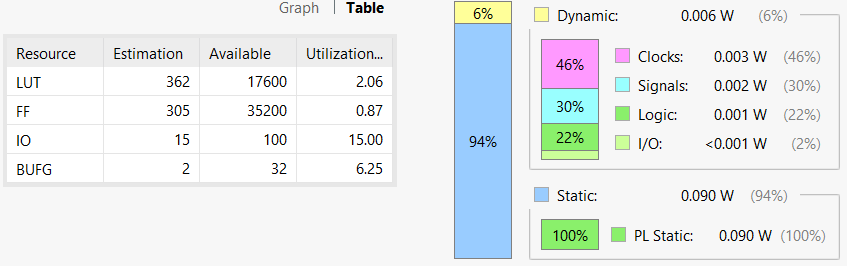 Graph | Table
Resource Estimation Available Utilization...
LUT 362 17600 2.06
FF 305 35200 0.87
IO 15 100 15.00
BUFG 2 32 6.25
6%
94%
Dynamic: 0.006 W (6%)
46%
30%
22%
Clocks: 0.003 W (46%)
Signals: 0.002 W (30%)
Logic: 0.001 W (22%)
I/O: <0.001 W (2%)
Static: 0.090 W (94%)
100%
PL Static: 0.090 W (100%)